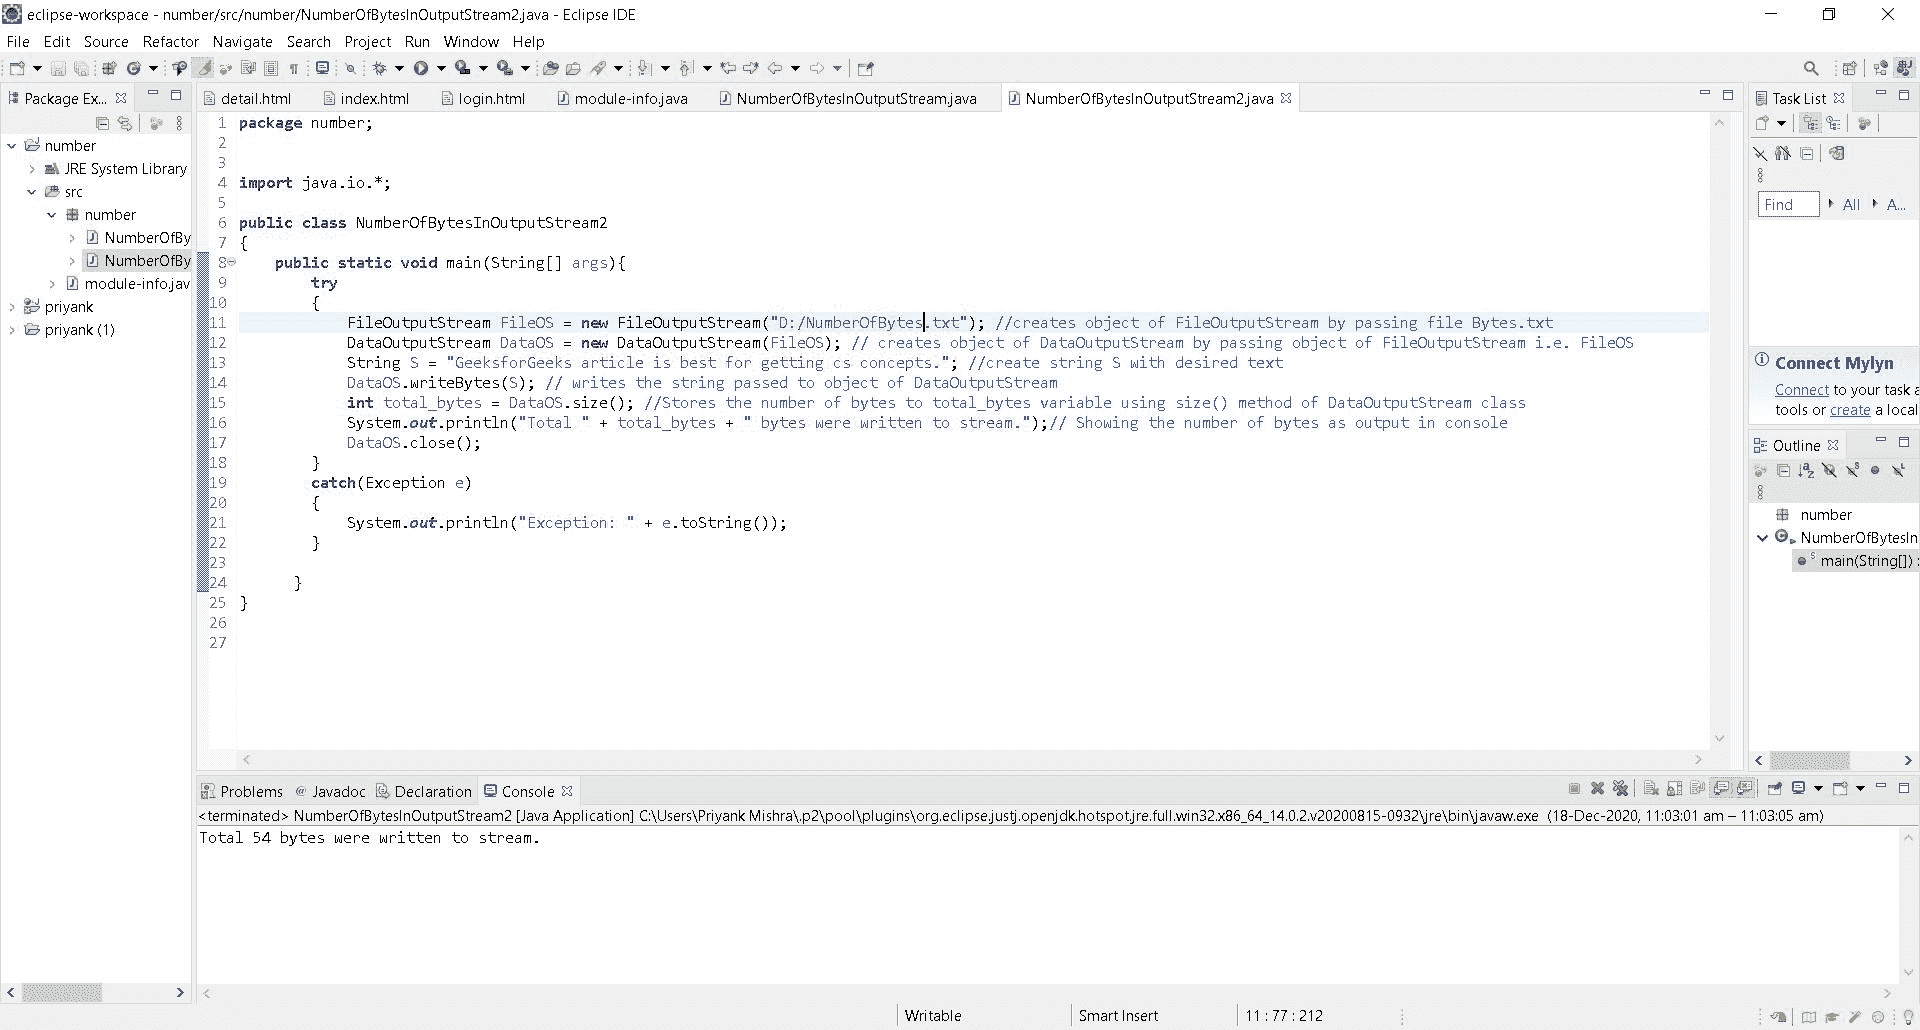 eclipse-workspace - number/src/number/NumberOfBytesInOutputStream2.java - Eclipse IDE
File Edit Source Refactor Navigate Search Project Run Window Help
Package Ex...
number
JRE System Library
src
number
NumberOfBy
NumberOfBy
module-info.jav
priyank
priyank (1)
detail.html index.html login.html module-info.java NumberOfBytesInOutputStream.java NumberOfBytesInOutputStream2.java
1 package number;
2
3
4 import java.io.*;
5
6 public class NumberOfBytesInOutputStream2
7 {
8 public static void main(String[] args){
9 try
10 {
11 FileOutputStream FileOS = new FileOutputStream("D:/NumberOfBytes.txt"); //creates object of FileOutputStream by passing file Bytes.txt
12 DataOutputStream DataOS = new DataOutputStream(FileOS); // creates object of DataOutputStream by passing object of FileOutputStream i.e. FileOS
13 String S = "GeeksforGeeks article is best for getting cs concepts."; //create string S with desired text
14 DataOS.writeBytes(S); // writes the string passed to object of DataOutputStream
15 int total_bytes = DataOS.size(); //Stores the number of bytes to total_bytes variable using size() method of DataOutputStream class
16 System.out.println("Total " + total_bytes + " bytes were written to stream.");// Showing the number of bytes as output in console
17 DataOS.close();
18 }
19 catch(Exception e)
20 {
21 System.out.println("Exception: " + e.toString());
22 }
23
24 }
25 }
26
27
Task List
Find All A...
Connect Mylyn
Connect to your task a
tools or create a local
Outline
number
NumberOfBytesIn
main(String[]) :
Problems @ Javadoc Declaration Console
<terminated> NumberOfBytesInOutputStream2 [Java Application] C:\Users\Priyank Mishra\.p2\pool\plugins\org.eclipse.justj.openjdk.hotspot.jre.full.win32.x86_64_14.0.2.v20200815-0932\jre\bin\javaw.exe (18-Dec-2020, 11:03:01 am – 11:03:05 am)
Total 54 bytes were written to stream.
Writable Smart Insert 11 : 77 : 212